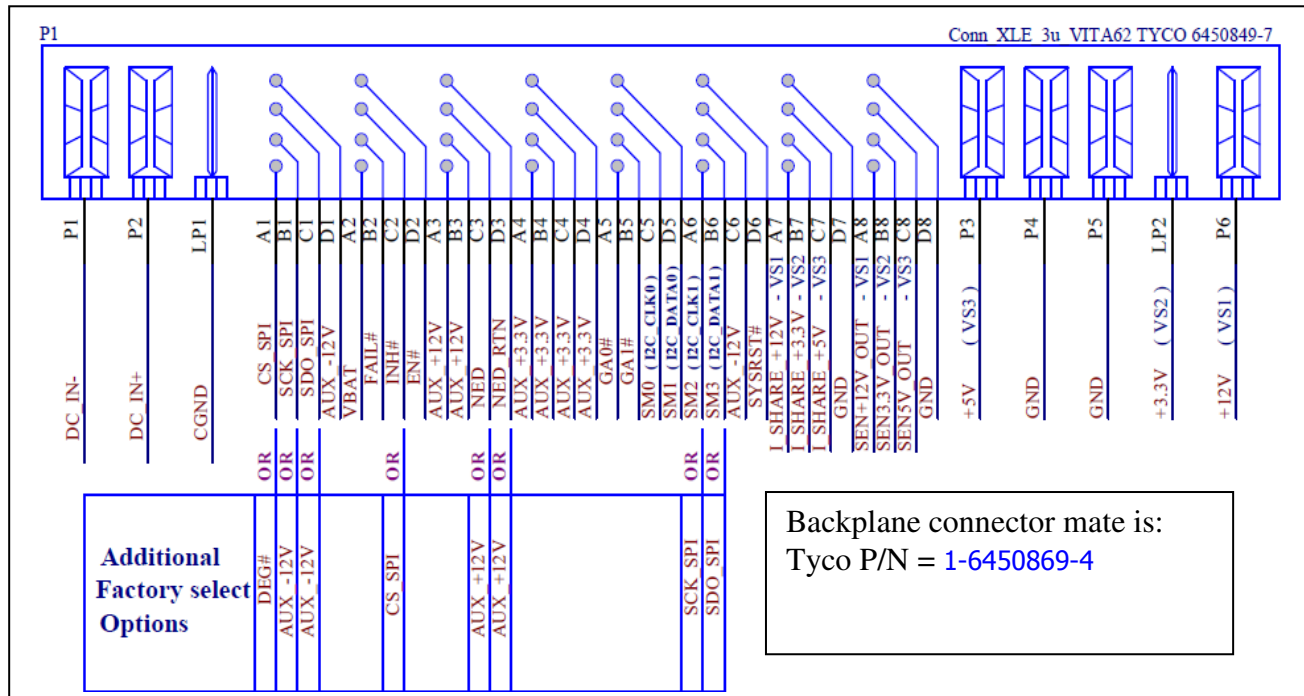 P1
Conn_XLE_3u_VITA62 TYCO 6450849-7
P1
P2
LP1
A1
B1
C1
D1
A2
B2
C2
D2
A3
B3
C3
D3
A4
B4
C4
D4
A5
B5
C5
D5
A6
B6
C6
D6
A7
B7
C7
D7
A8
B8
C8
D8
P3
P4
P5
LP2
P6
DC_IN-
DC_IN+
CGND
CS_SPI
SCK_SPI
SDO_SPI
AUX_-12V
VBAT
FAIL#
INH#
EN#
AUX_+12V
AUX_+12V
NED
NED_RTN
AUX_+3.3V
AUX_+3.3V
AUX_+3.3V
AUX_+3.3V
GA0#
GA1#
SM0 (I2C_CLK0)
SM1 (I2C_DATA0)
SM2 (I2C_CLK1)
SM3 (I2C_DATA1)
AUX_-12V
SYSRST#
I_SHARE_+12V - VS1
I_SHARE_+3.3V - VS2
I_SHARE_+5V - VS3
GND
SEN+12V_OUT - VS1
SEN3.3V_OUT - VS2
SEN5V_OUT - VS3
GND
+5V ( VS3 )
GND
GND
+3.3V ( VS2 )
+12V ( VS1 )
OR
OR
OR
OR
OR
OR
OR
OR
Additional
Factory select
Options
DEG#
AUX_-12V
AUX_-12V
CS_SPI
AUX_+12V
AUX_+12V
SCK_SPI
SDO_SPI
Backplane connector mate is:
Tyco P/N = 1-6450869-4